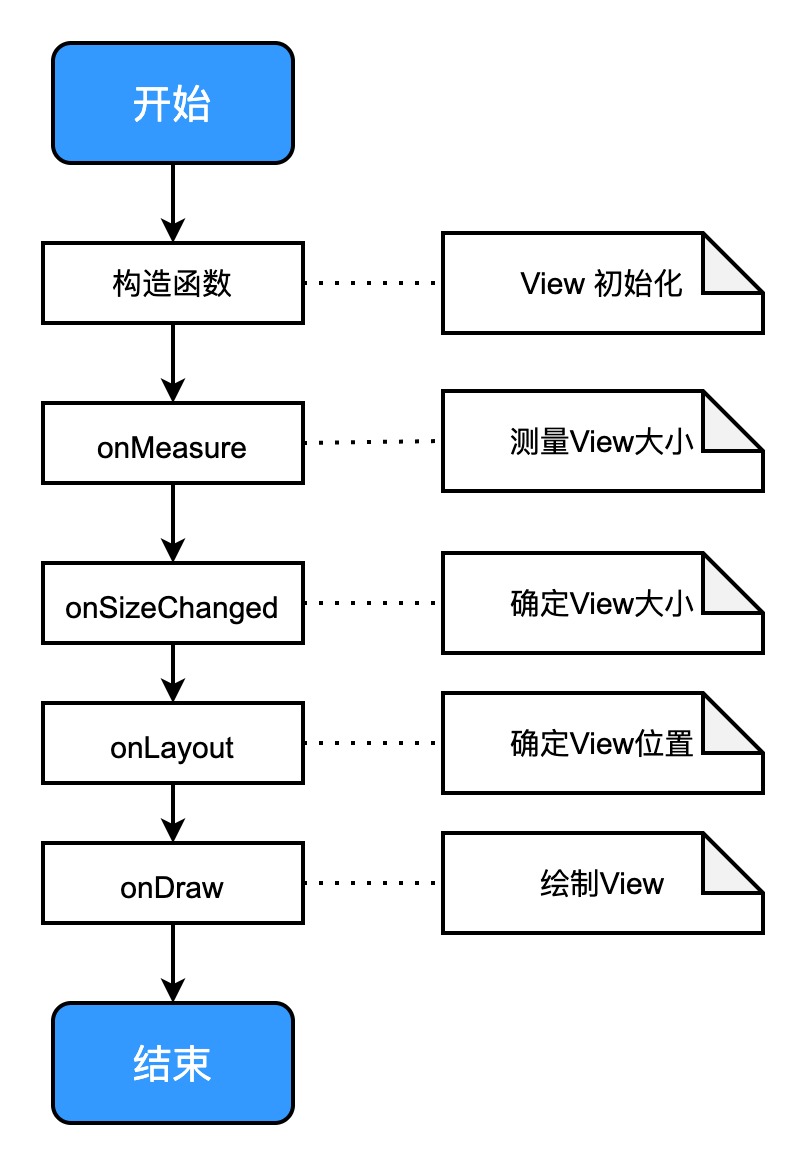 开始
构造函数
View 初始化
onMeasure
测量View大小
onSizeChanged
确定View大小
onLayout
确定View位置
onDraw
绘制View
结束